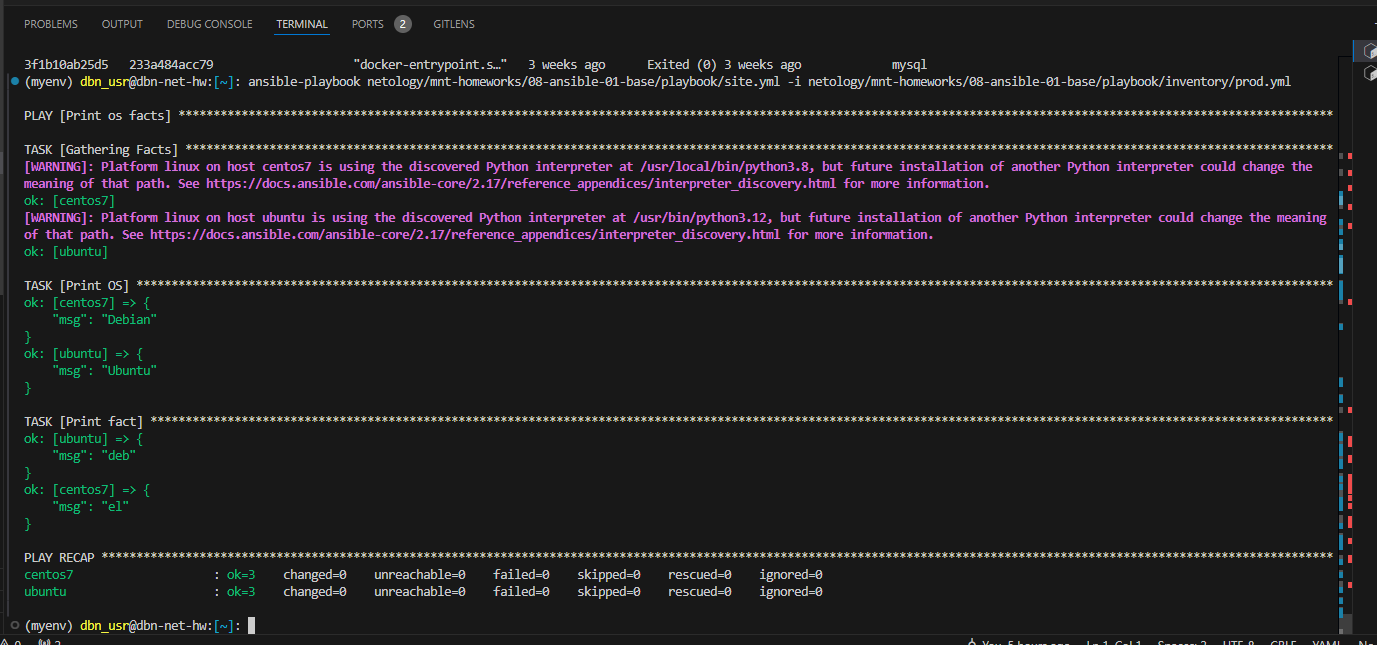 PROBLEMS OUTPUT DEBUG CONSOLE TERMINAL PORTS 2 GITLENS
3f1b10ab25d5 233a484acc79 "docker-entrypoint.s…" 3 weeks ago Exited (0) 3 weeks ago mysql
(myenv) dbn_usr@dbn-net-hw:[~]: ansible-playbook netology/mnt-homeworks/08-ansible-01-base/playbook/site.yml -i netology/mnt-homeworks/08-ansible-01-base/playbook/inventory/prod.yml
PLAY [Print os facts] *********************************************************************************************************************************************************************
TASK [Gathering Facts] ********************************************************************************************************************************************************************
[WARNING]: Platform linux on host centos7 is using the discovered Python interpreter at /usr/local/bin/python3.8, but future installation of another Python interpreter could change the
meaning of that path. See https://docs.ansible.com/ansible-core/2.17/reference_appendices/interpreter_discovery.html for more information.
ok: [centos7]
[WARNING]: Platform linux on host ubuntu is using the discovered Python interpreter at /usr/bin/python3.12, but future installation of another Python interpreter could change the meaning
of that path. See https://docs.ansible.com/ansible-core/2.17/reference_appendices/interpreter_discovery.html for more information.
ok: [ubuntu]
TASK [Print OS] ***************************************************************************************************************************************************************************
ok: [centos7] => {
"msg": "Debian"
}
ok: [ubuntu] => {
"msg": "Ubuntu"
}
TASK [Print fact] *************************************************************************************************************************************************************************
ok: [ubuntu] => {
"msg": "deb"
}
ok: [centos7] => {
"msg": "el"
}
PLAY RECAP ********************************************************************************************************************************************************************************
centos7 : ok=3 changed=0 unreachable=0 failed=0 skipped=0 rescued=0 ignored=0
ubuntu : ok=3 changed=0 unreachable=0 failed=0 skipped=0 rescued=0 ignored=0
(myenv) dbn_usr@dbn-net-hw:[~]: